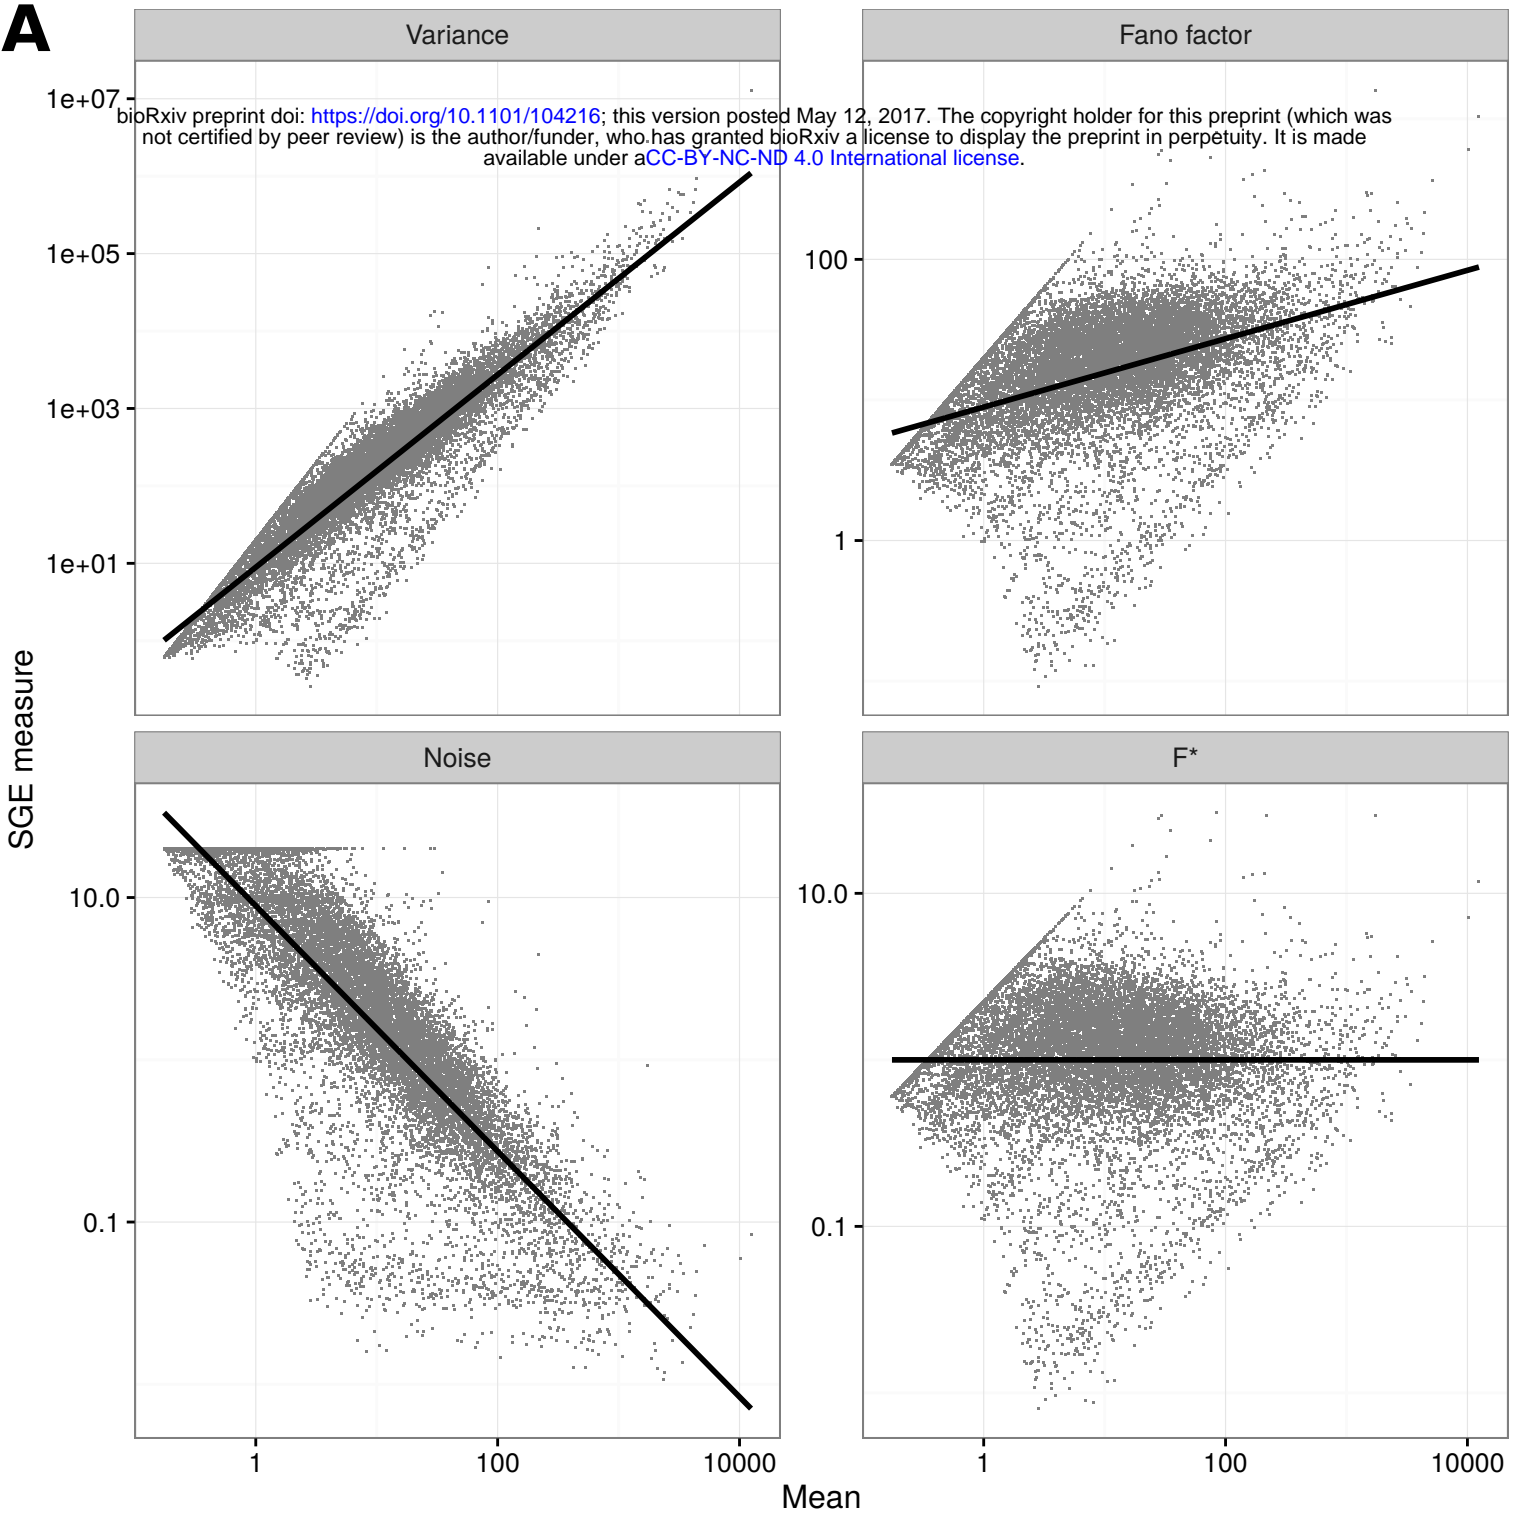 A
Variance
Fano factor
bioRxiv preprint doi: https://doi.org/10.1101/104216; this version posted May 12, 2017. The copyright holder for this preprint (which was
not certified by peer review) is the author/funder, who has granted bioRxiv a license to display the preprint in perpetuity. It is made
available under aCC-BY-NC-ND 4.0 International license.
1e+07
1e+05
1e+03
1e+01
100
1
SGE measure
Noise
F*
10.0
0.1
10.0
0.1
1
100
10000
1
100
10000
Mean